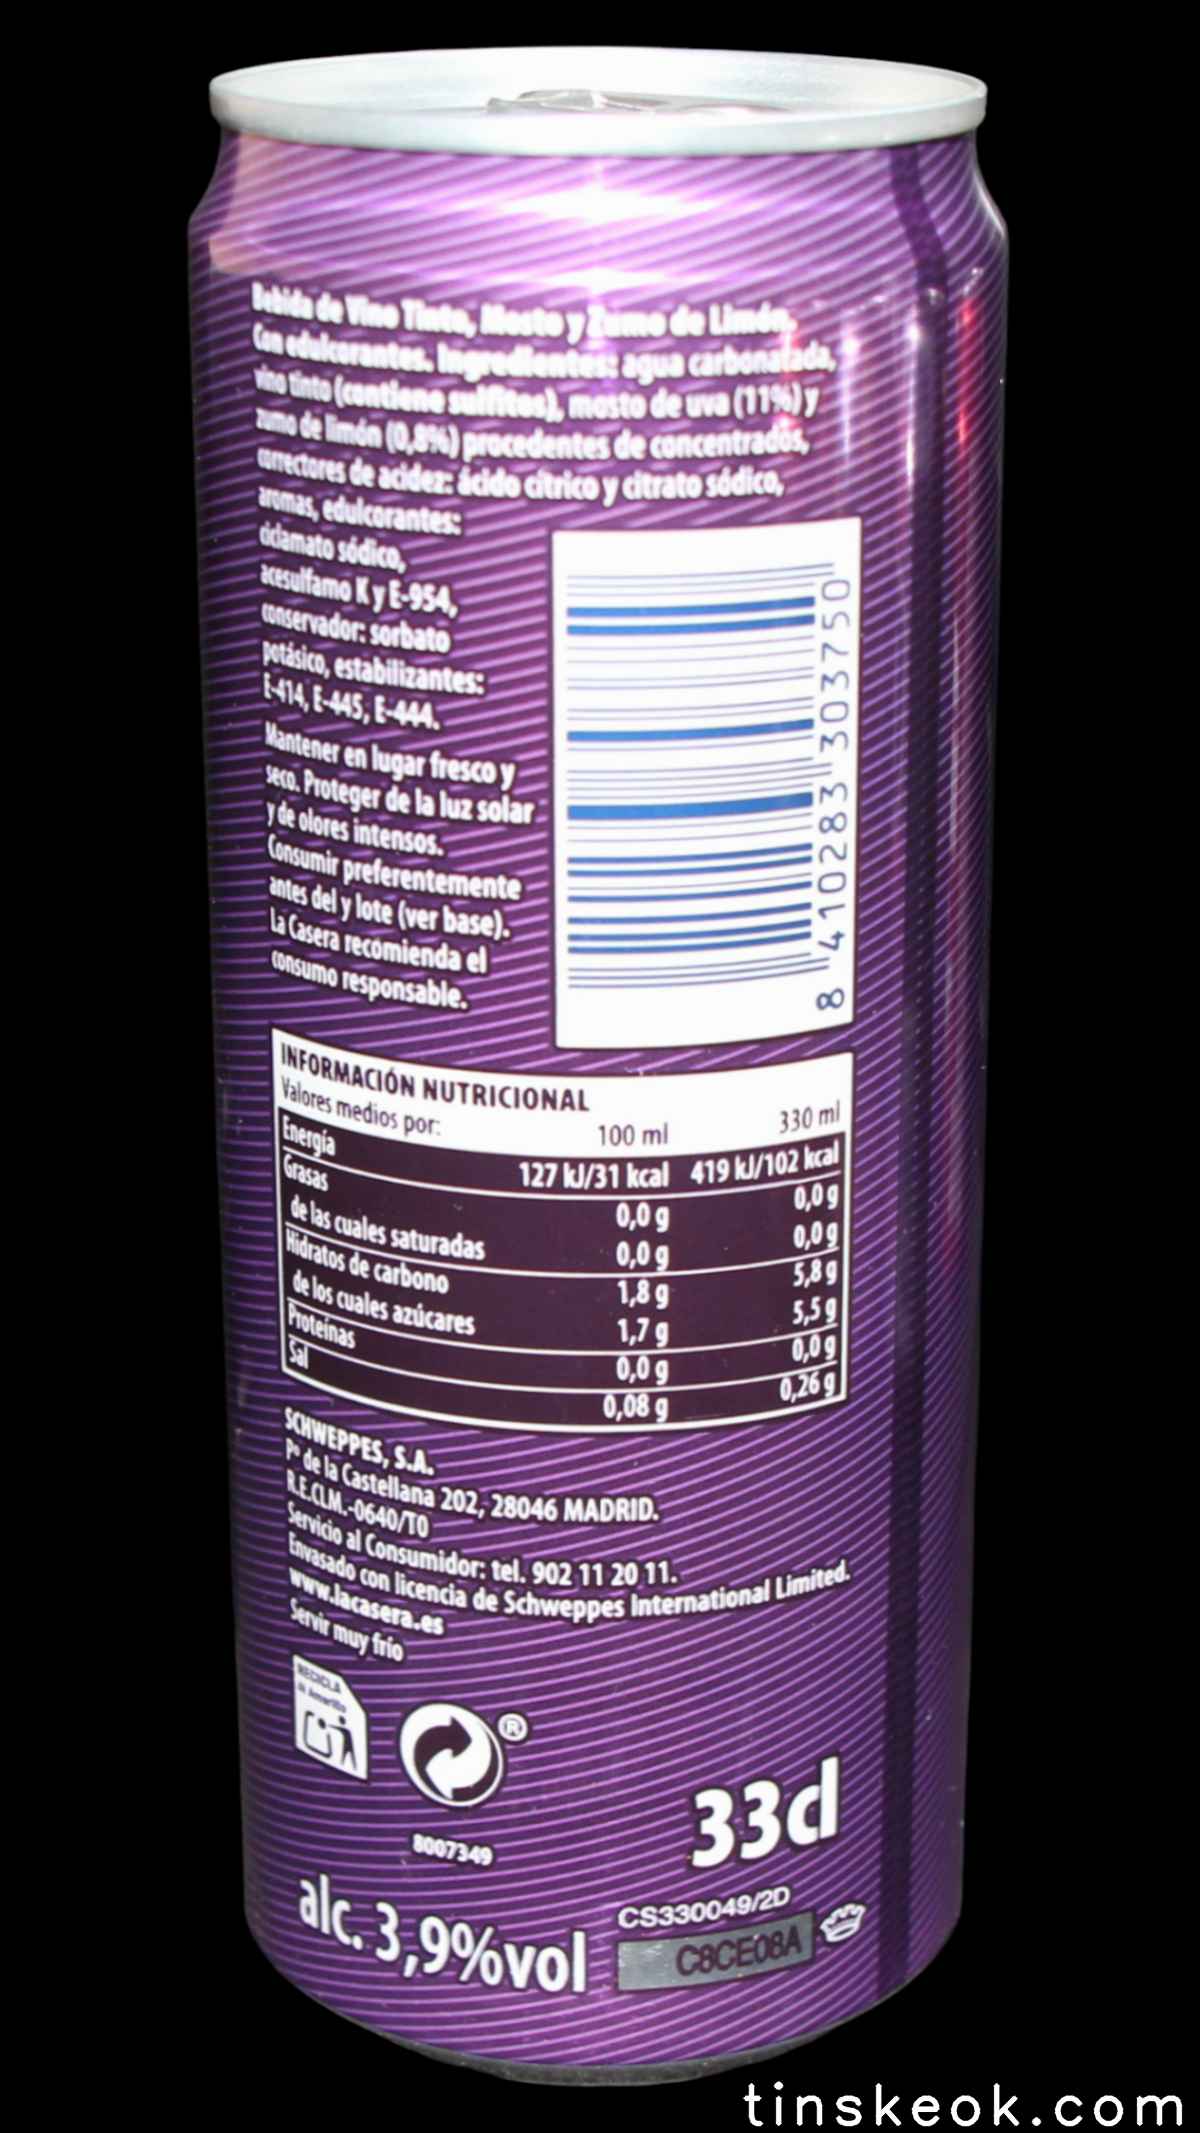 Bebida de Vino Tinto, Mosto y Zumo de Limón.
Con edulcorantes. Ingredientes: agua carbonatada,
vino tinto (contiene sulfitos), mosto de uva (11%) y
zumo de limón (0,8%) procedentes de concentrados,
correctores de acidez: ácido cítrico y citrato sódico,
aromas, edulcorantes:
ciclamato sódico,
acesulfamo K y E-954,
conservador: sorbato
potásico, estabilizantes:
E-414, E-445, E-444.
Mantener en lugar fresco y
seco. Proteger de la luz solar
y de olores intensos.
Consumir preferentemente
antes del y lote (ver base).
La Casera recomienda el
consumo responsable.
8 410283 303750
INFORMACIÓN NUTRICIONAL
Valores medios por: 100 ml 330 ml
Energía 127 kJ/31 kcal 419 kJ/102 kcal
Grasas 0,0 g 0,0 g
de las cuales saturadas 0,0 g 0,0 g
Hidratos de carbono 1,8 g 5,8 g
de los cuales azúcares 1,7 g 5,5 g
Proteínas 0,0 g 0,0 g
Sal 0,08 g 0,26 g
SCHWEPPES, S.A.
Pº de la Castellana 202, 28046 MADRID.
R.E.CLM.-0640/TO
Servicio al Consumidor: tel. 902 11 20 11.
Envasado con licencia de Schweppes International Limited.
www.lacasera.es
Servir muy frío
RECICLA
al Amarillo
®
8007349
33cl
alc. 3,9%vol
CS330049/2D
C8CE08A
tinskeok.com